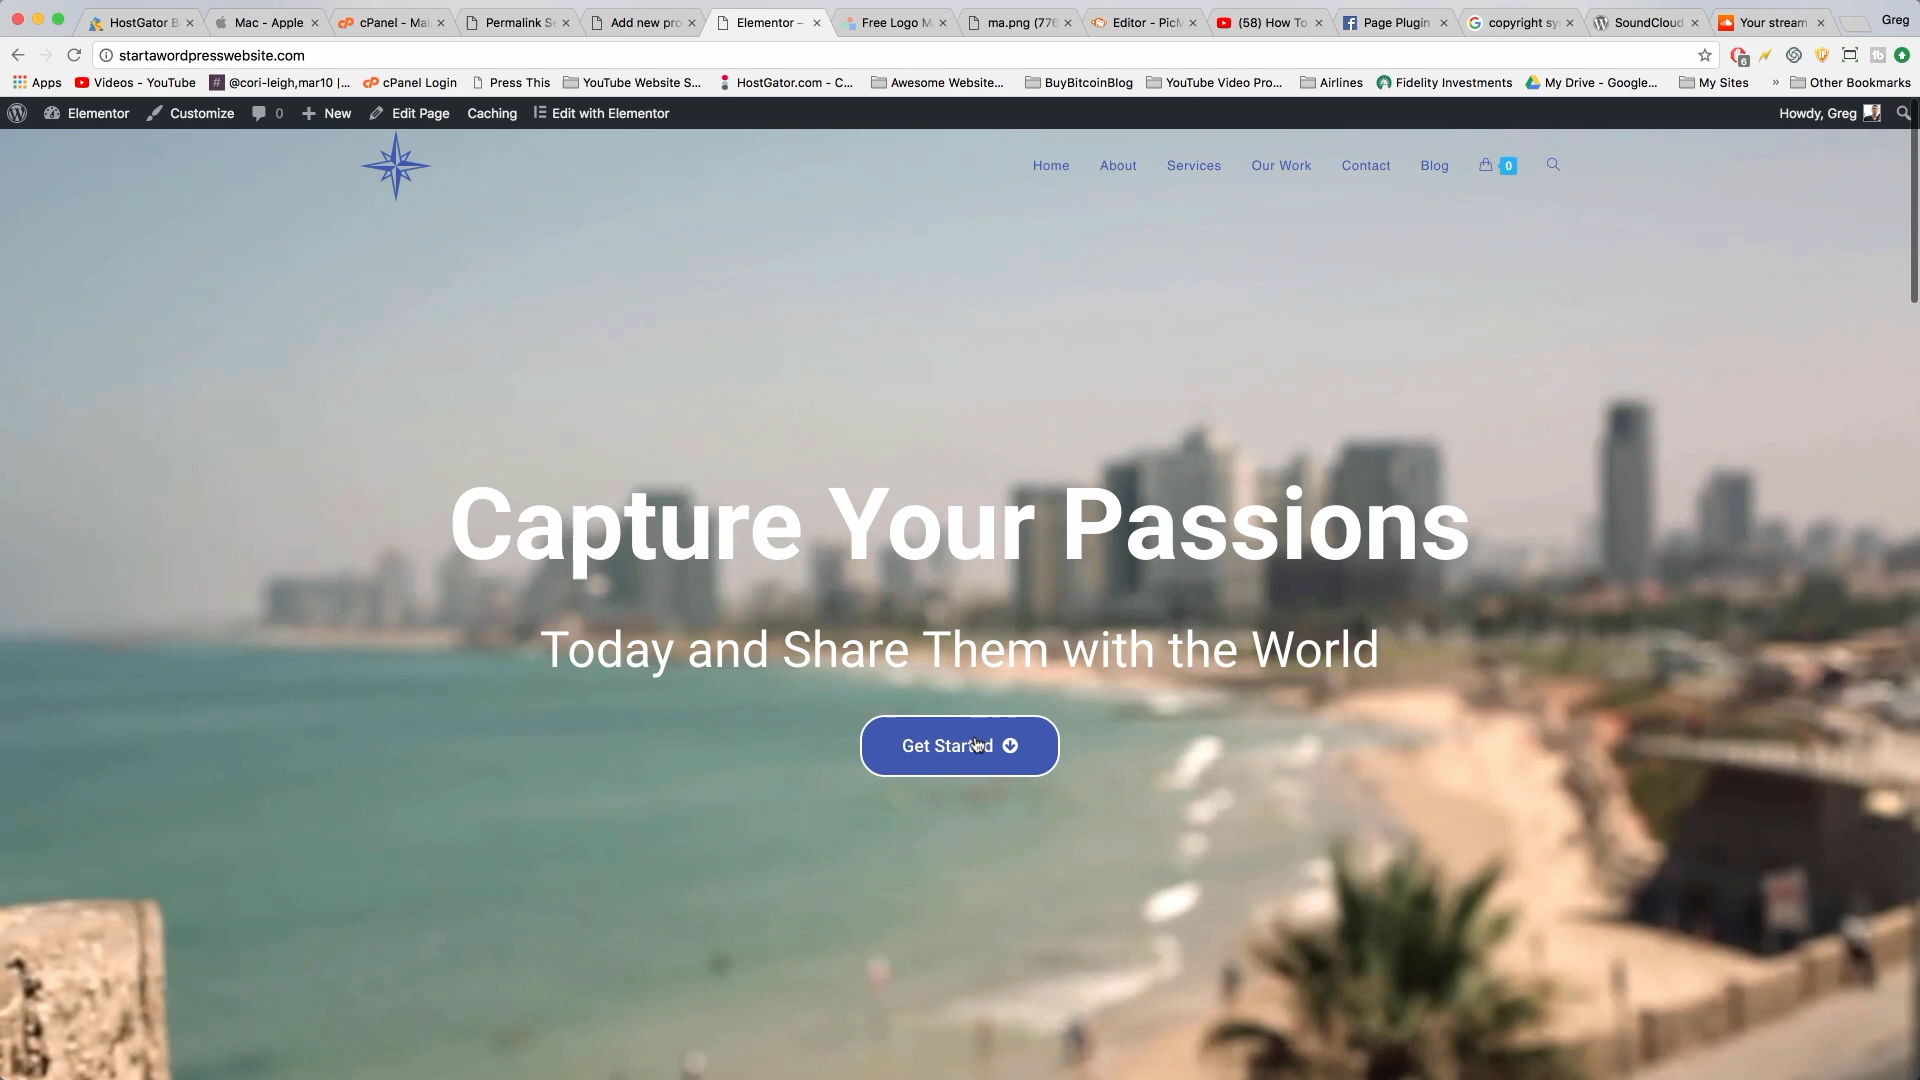 HostGator B
Mac - Apple
cPanel - Mai
Permalink Se
Add new pro
Elementor –
Free Logo M
ma.png (776
Editor - PicM
(58) How To
Page Plugin
copyright sy
SoundCloud
Your stream
Greg
startawordpresswebsite.com
6
Apps
Videos - YouTube
@cori-leigh,mar10 |...
cPanel Login
Press This
YouTube Website S...
HostGator.com - C...
Awesome Website...
BuyBitcoinBlog
YouTube Video Pro...
Airlines
Fidelity Investments
My Drive - Google...
My Sites
»
Other Bookmarks
Elementor
Customize
0
New
Edit Page
Caching
Edit with Elementor
Howdy, Greg
Home
About
Services
Our Work
Contact
Blog
0
Capture Your Passions
Today and Share Them with the World
Get Started